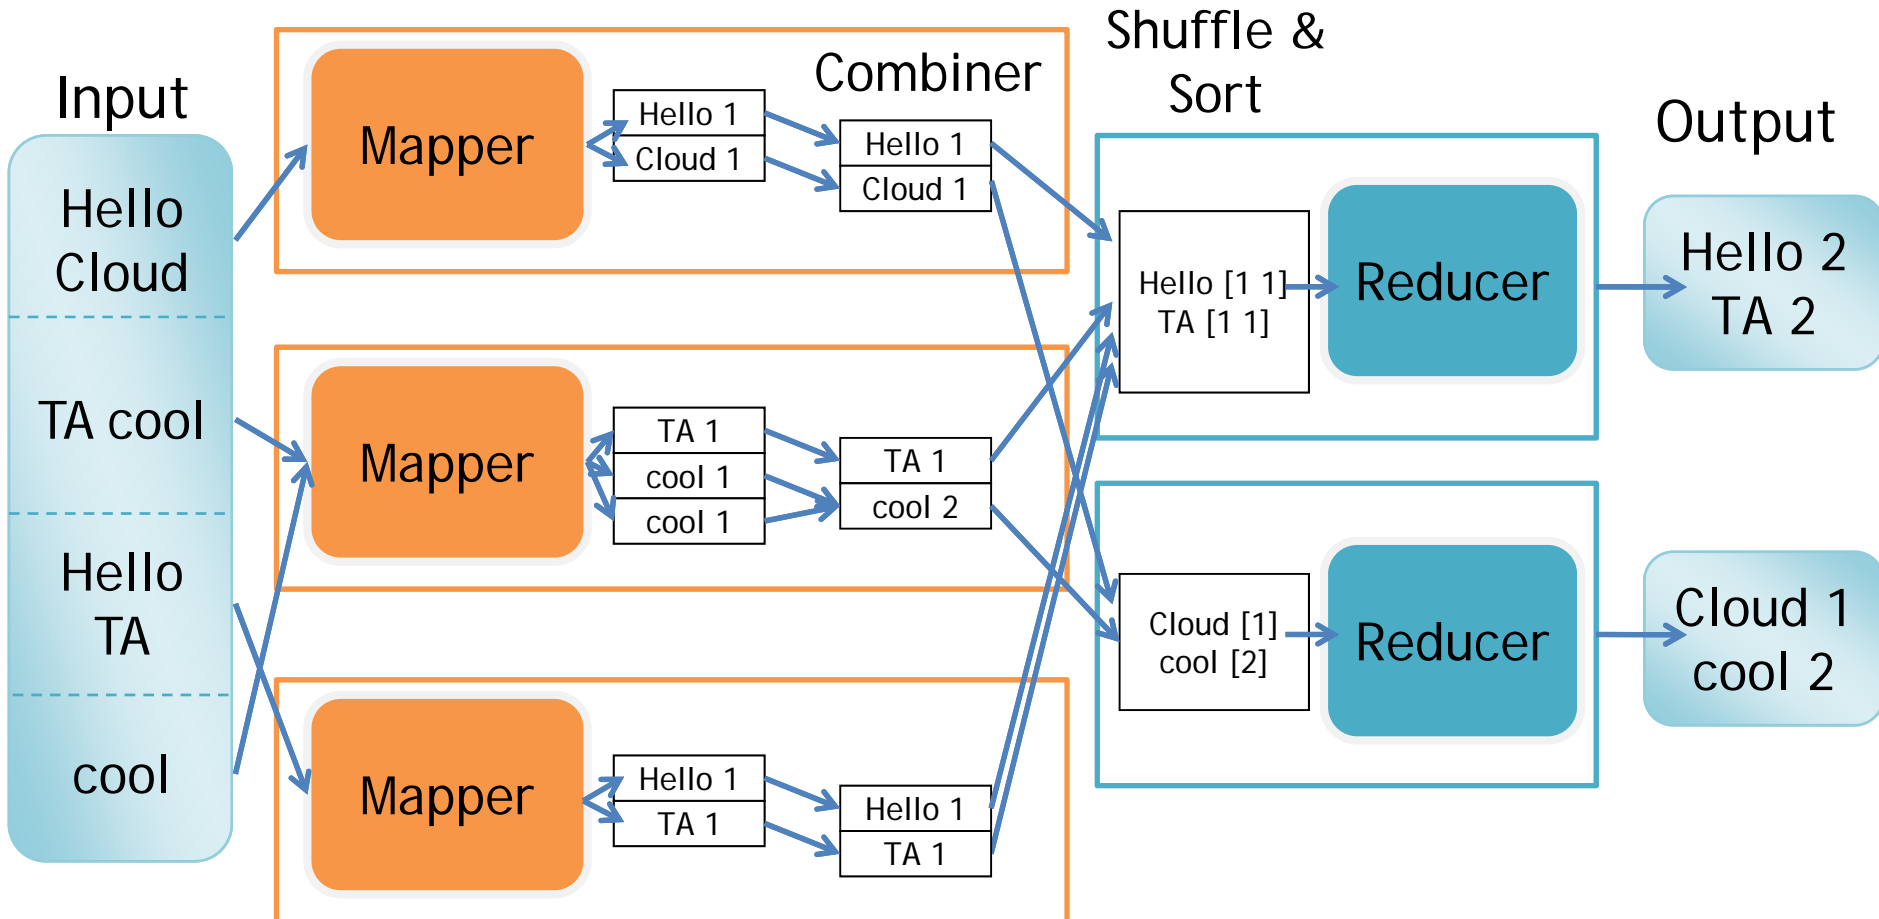 Input
Hello
Cloud
TA cool
Hello
TA
cool
Mapper
Hello 1
Cloud 1
Combiner
Hello 1
Cloud 1
Mapper
TA 1
cool 1
cool 1
TA 1
cool 2
Mapper
Hello 1
TA 1
Hello 1
TA 1
Shuffle &
Sort
Hello [1 1]
TA [1 1]
Reducer
Cloud [1]
cool [2]
Reducer
Output
Hello 2
TA 2
Cloud 1
cool 2